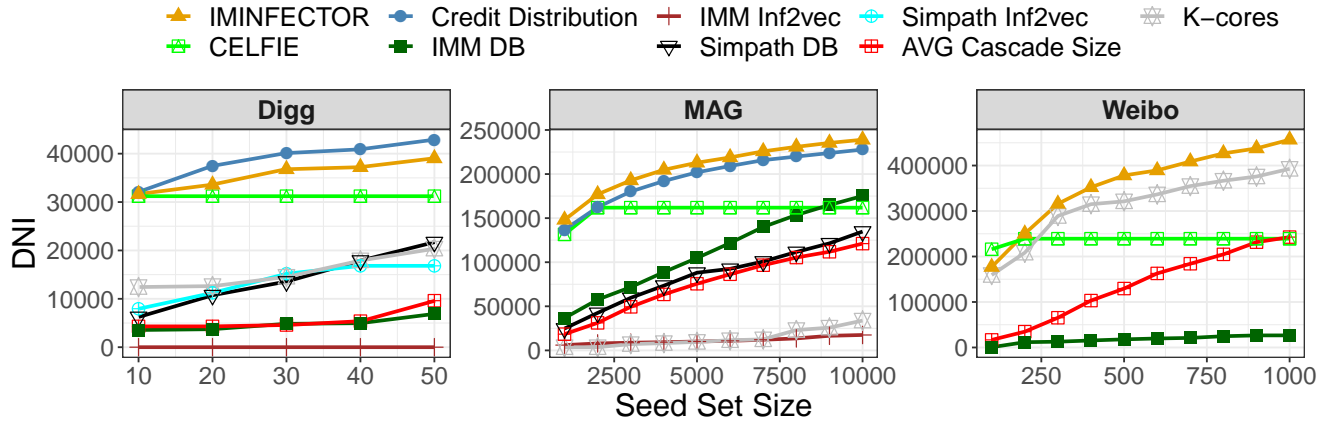 IMINFECTOR Credit Distribution IMM Inf2vec Simpath Inf2vec K−cores
CELFIE IMM DB Simpath DB AVG Cascade Size
Digg MAG Weibo
DNI
40000
30000
20000
10000
0
10 20 30 40 50
250000
200000
150000
100000
50000
0
2500 5000 7500 10000
400000
300000
200000
100000
0
250 500 750 1000
Seed Set Size